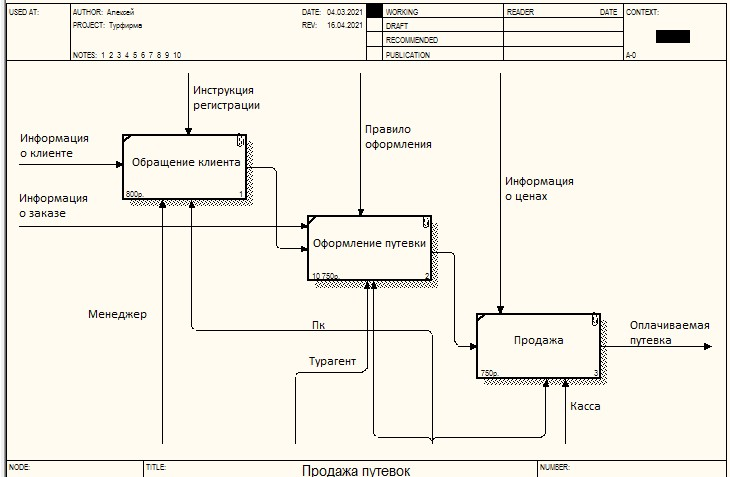 USED AT:
AUTHOR: Алексей
DATE: 04.03.2021
WORKING
READER
DATE
CONTEXT:
PROJECT: Турфирма
REV: 16.04.2021
DRAFT
RECOMMENDED
NOTES: 1 2 3 4 5 6 7 8 9 10
PUBLICATION
A-0
Инструкция
регистрации
Информация
о клиенте
Обращение клиента
800р.
1
Правило
оформления
Информация
о ценах
Информация
о заказе
Оформление путевки
10 750р.
2
Менеджер
Пк
Турагент
Продажа
750р.
3
Оплачиваемая
путевка
Касса
NODE:
TITLE:
Продажа путевок
NUMBER: